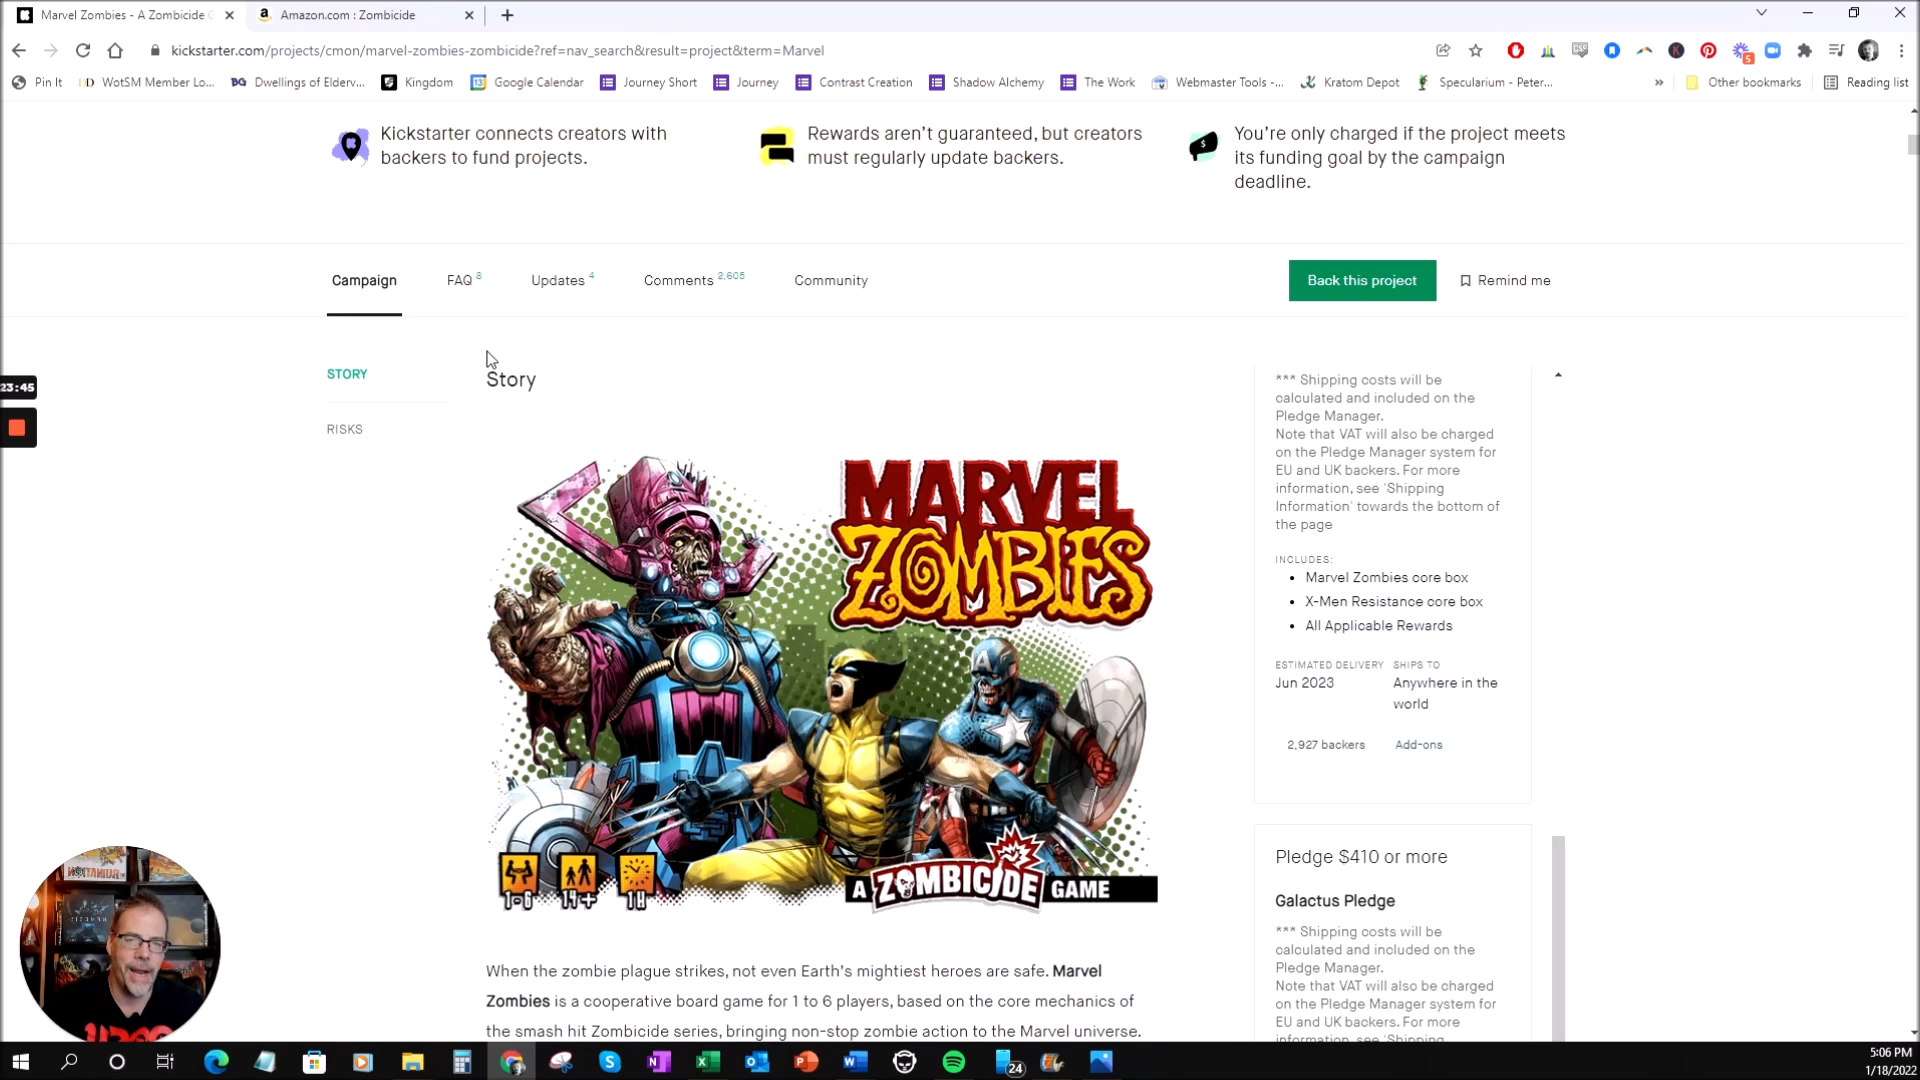 Marvel Zombies - A Zombicide G
Amazon.com : Zombicide
kickstarter.com/projects/cmon/marvel-zombies-zombicide?ref=nav_search&result=project&term=Marvel
Pin It
WotSM Member Lo...
Dwellings of Elderv...
Kingdom
Google Calendar
Journey Short
Journey
Contrast Creation
Shadow Alchemy
The Work
Webmaster Tools -...
Kratom Depot
Specularium - Peter...
»
Other bookmarks
Reading list
Kickstarter connects creators with
backers to fund projects.
Rewards aren't guaranteed, but creators
must regularly update backers.
You're only charged if the project meets
its funding goal by the campaign
deadline.
Campaign
FAQ 8
Updates 4
Comments 2,605
Community
Back this project
Remind me
23:45
STORY
RISKS
Story
MARVEL
ZOMBIES
1-6
14+
1H
A ZOMBICIDE GAME
When the zombie plague strikes, not even Earth's mightiest heroes are safe. Marvel
Zombies is a cooperative board game for 1 to 6 players, based on the core mechanics of
the smash hit Zombicide series, bringing non-stop zombie action to the Marvel universe.
*** Shipping costs will be
calculated and included on the
Pledge Manager.
Note that VAT will also be charged
on the Pledge Manager system for
EU and UK backers. For more
information, see 'Shipping
Information' towards the bottom of
the page
INCLUDES:
• Marvel Zombies core box
• X-Men Resistance core box
• All Applicable Rewards
ESTIMATED DELIVERY
Jun 2023
SHIPS TO
Anywhere in the
world
2,927 backers
Add-ons
Pledge $410 or more
Galactus Pledge
*** Shipping costs will be
calculated and included on the
Pledge Manager.
Note that VAT will also be charged
on the Pledge Manager system for
EU and UK backers. For more
information, see 'Shipping
24
5:06 PM
1/18/2022